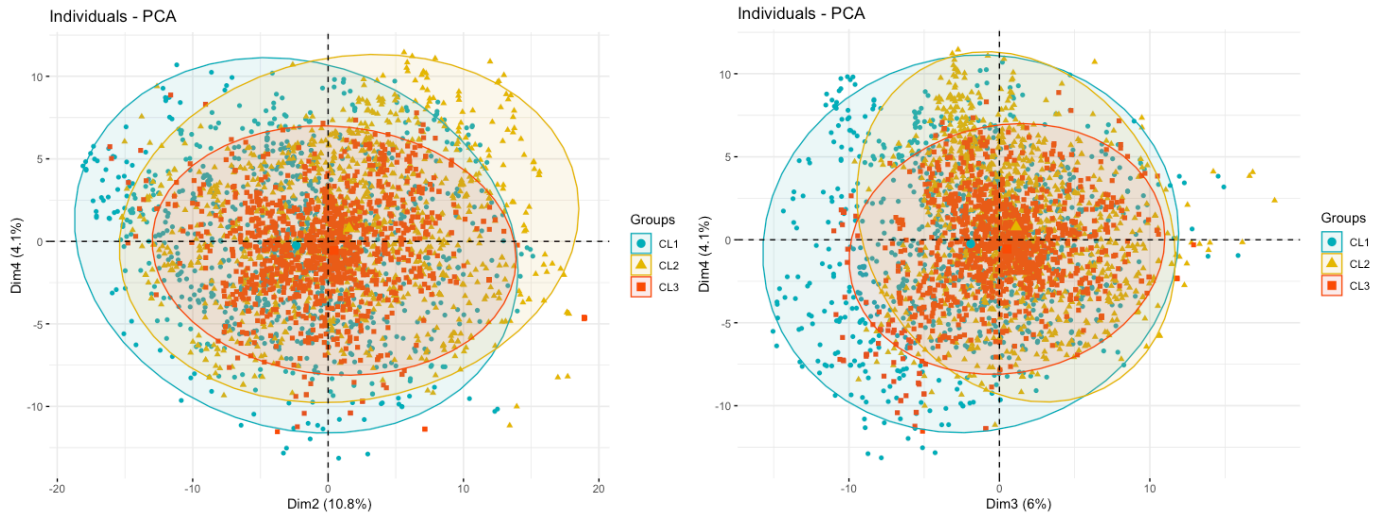 Individuals - PCA
10
5
0
-5
-10
Dim4 (4.1%)
-20
-10
0
10
20
Dim2 (10.8%)
Groups
CL1
CL2
CL3
Individuals - PCA
10
5
0
-5
-10
Dim4 (4.1%)
-10
0
10
Dim3 (6%)
Groups
CL1
CL2
CL3